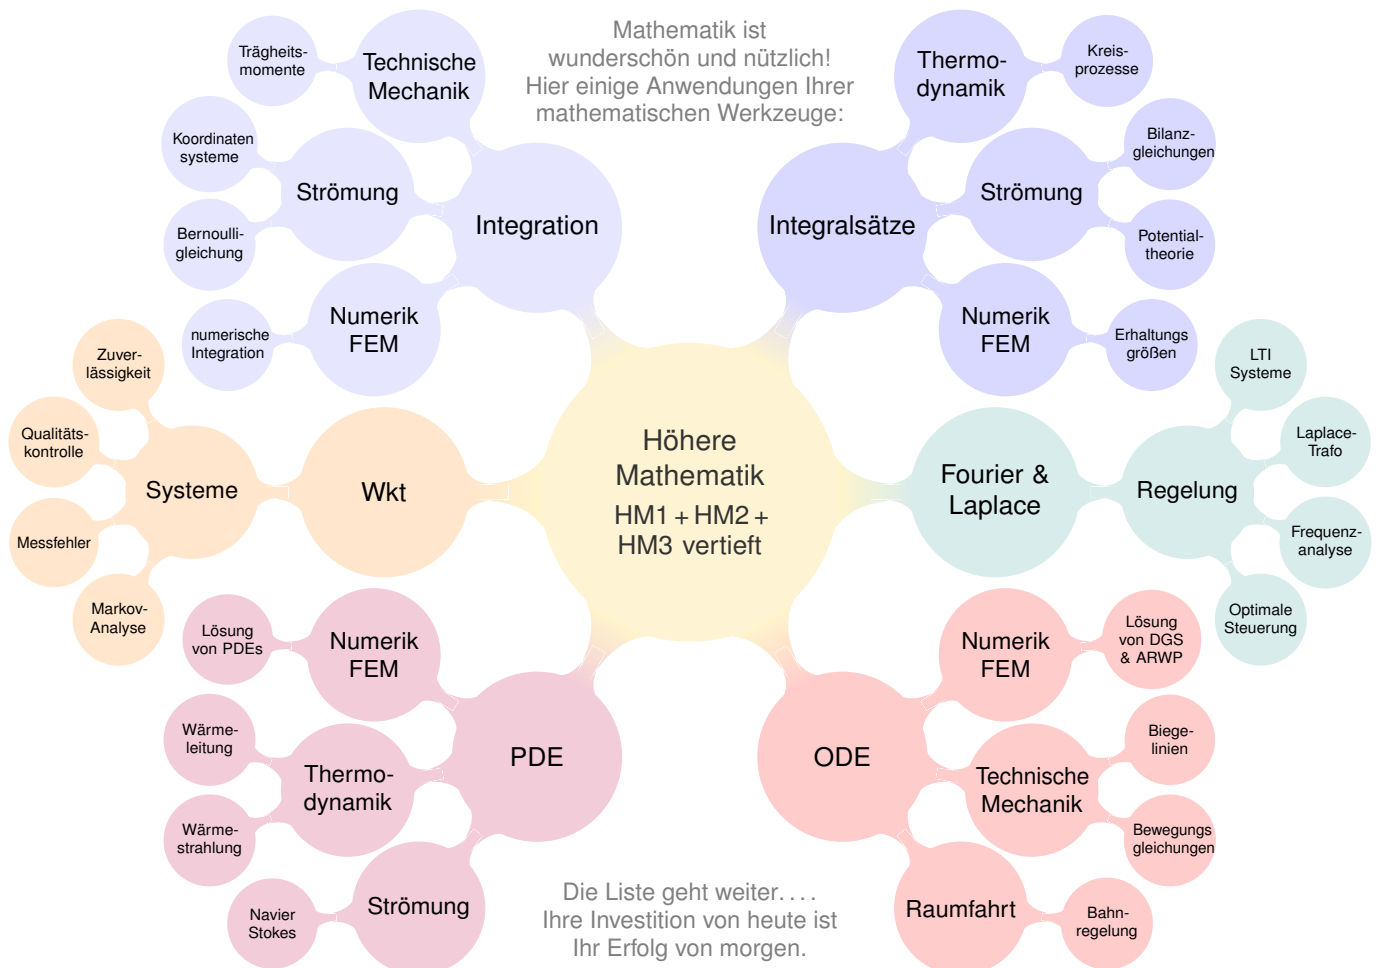 Mathematik ist
wunderschön und nützlich!
Hier einige Anwendungen Ihrer
mathematischen Werkzeuge:
Trägheits-
momente
Technische
Mechanik
Koordinaten
systeme
Strömung
Bernoulli-
gleichung
Integration
numerische
Integration
Numerik
FEM
Thermo-
dynamik
Kreis-
prozesse
Bilanz-
gleichungen
Strömung
Integralsätze
Potential-
theorie
Numerik
FEM
Erhaltungs
größen
Zuver-
lässigkeit
Qualitäts-
kontrolle
Systeme
Wkt
Messfehler
Markov-
Analyse
Höhere
Mathematik
HM1 + HM2 +
HM3 vertieft
Fourier &
Laplace
Regelung
LTI
Systeme
Laplace-
Trafo
Frequenz-
analyse
Optimale
Steuerung
Lösung
von PDEs
Numerik
FEM
Wärme-
leitung
Thermo-
dynamik
PDE
Wärme-
strahlung
Navier
Stokes
Strömung
Numerik
FEM
Lösung
von DGS
& ARWP
ODE
Technische
Mechanik
Biege-
linien
Bewegungs
gleichungen
Raumfahrt
Bahn-
regelung
Die Liste geht weiter. . . .
Ihre Investition von heute ist
Ihr Erfolg von morgen.